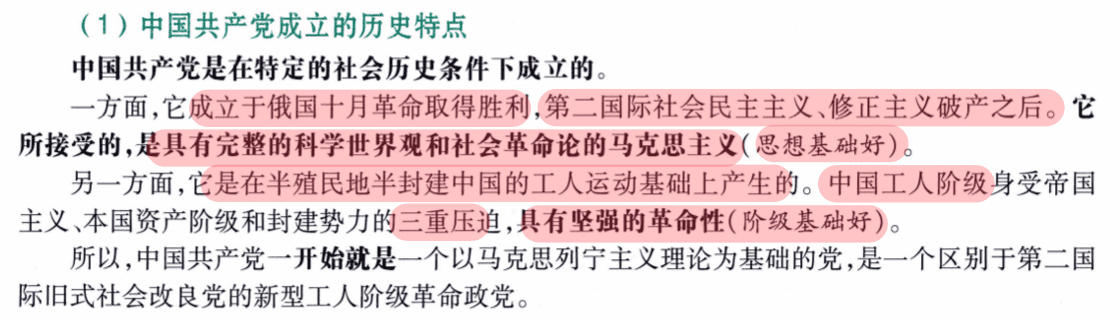 （1）中国共产党成立的历史特点
中国共产党是在特定的社会历史条件下成立的。
一方面，它成立于俄国十月革命取得胜利，第二国际社会民主主义、修正主义破产之后。它
所接受的，是具有完整的科学世界观和社会革命论的马克思主义（思想基础好）。
另一方面，它是在半殖民地半封建中国的工人运动基础上产生的。中国工人阶级身受帝国
主义、本国资产阶级和封建势力的三重压迫，具有坚强的革命性（阶级基础好）。
所以，中国共产党一开始就是一个以马克思列宁主义理论为基础的党，是一个区别于第二国
际旧式社会改良党的新型工人阶级革命政党。